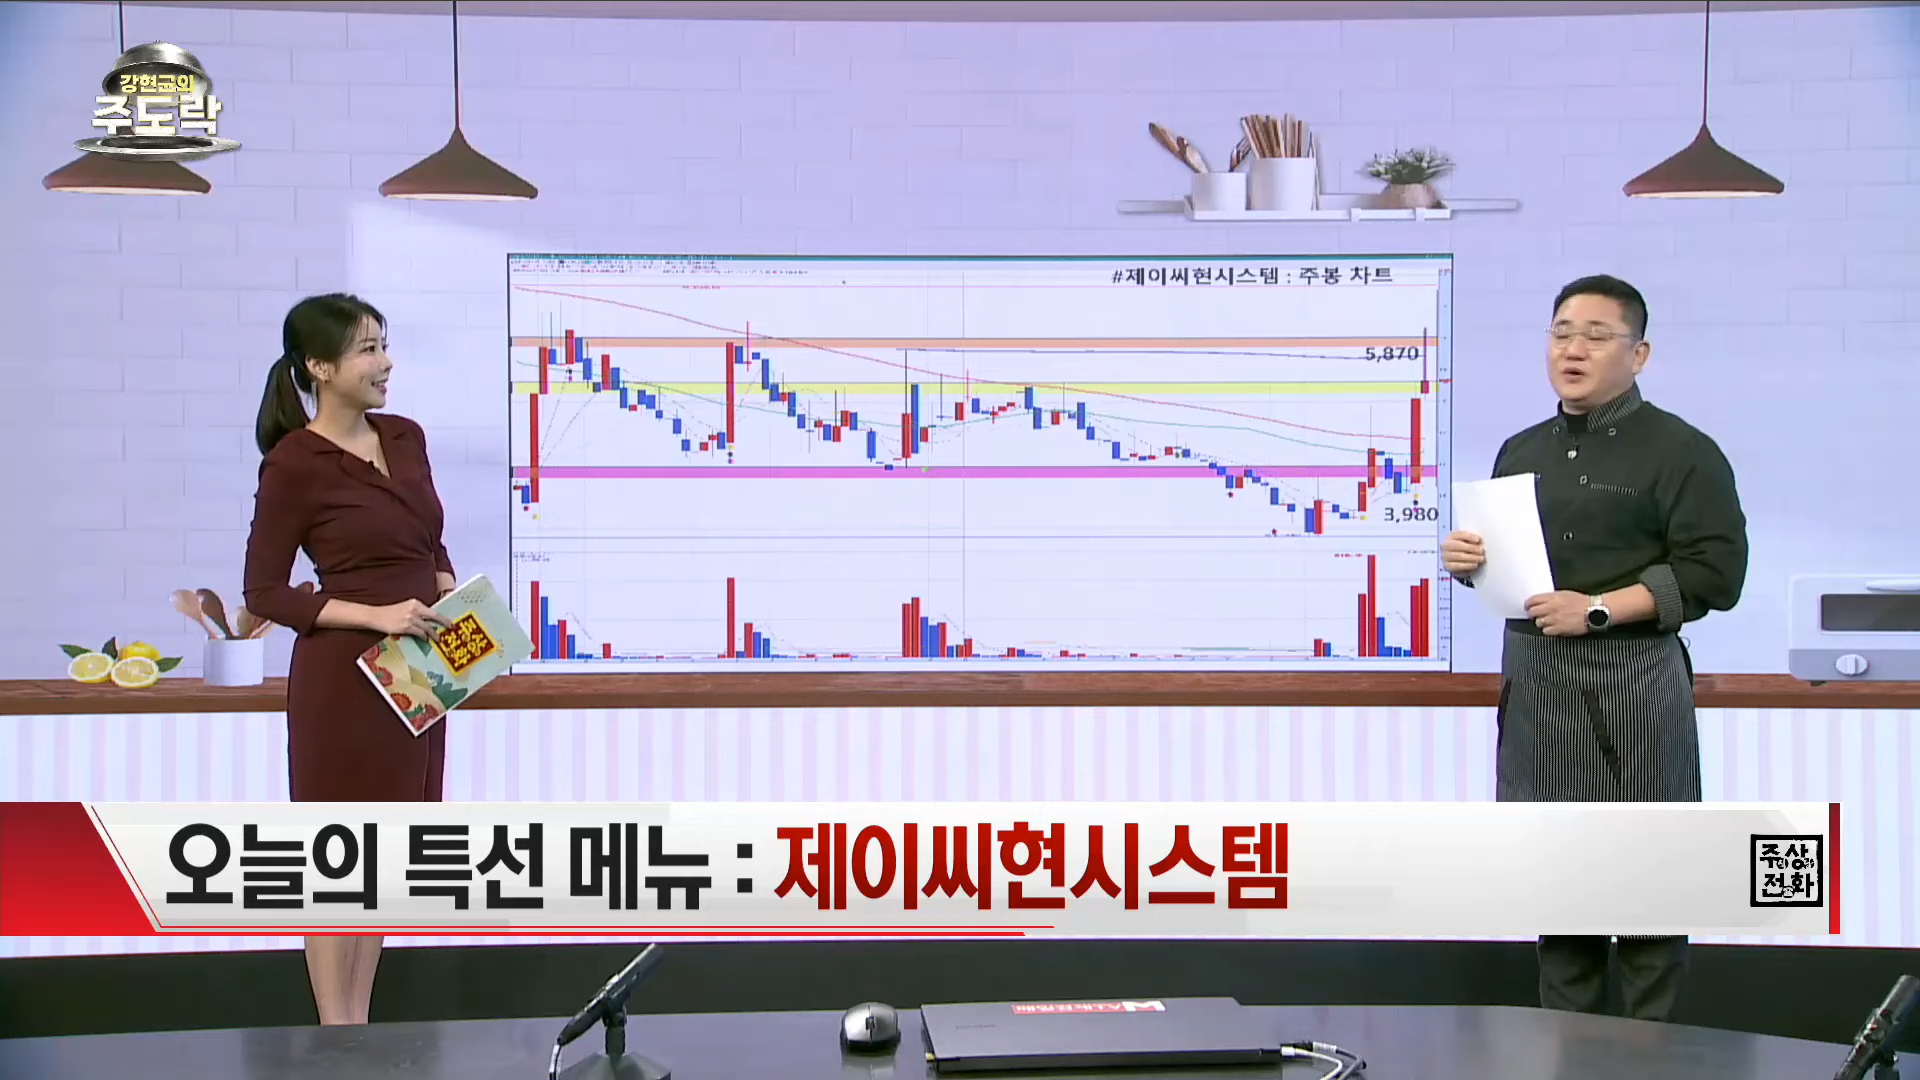 강현균의
주도락
#제이씨현시스템 : 주봉 차트
5,870
3,980
오늘의 특선 메뉴 : 제이씨현시스템
주상
전화